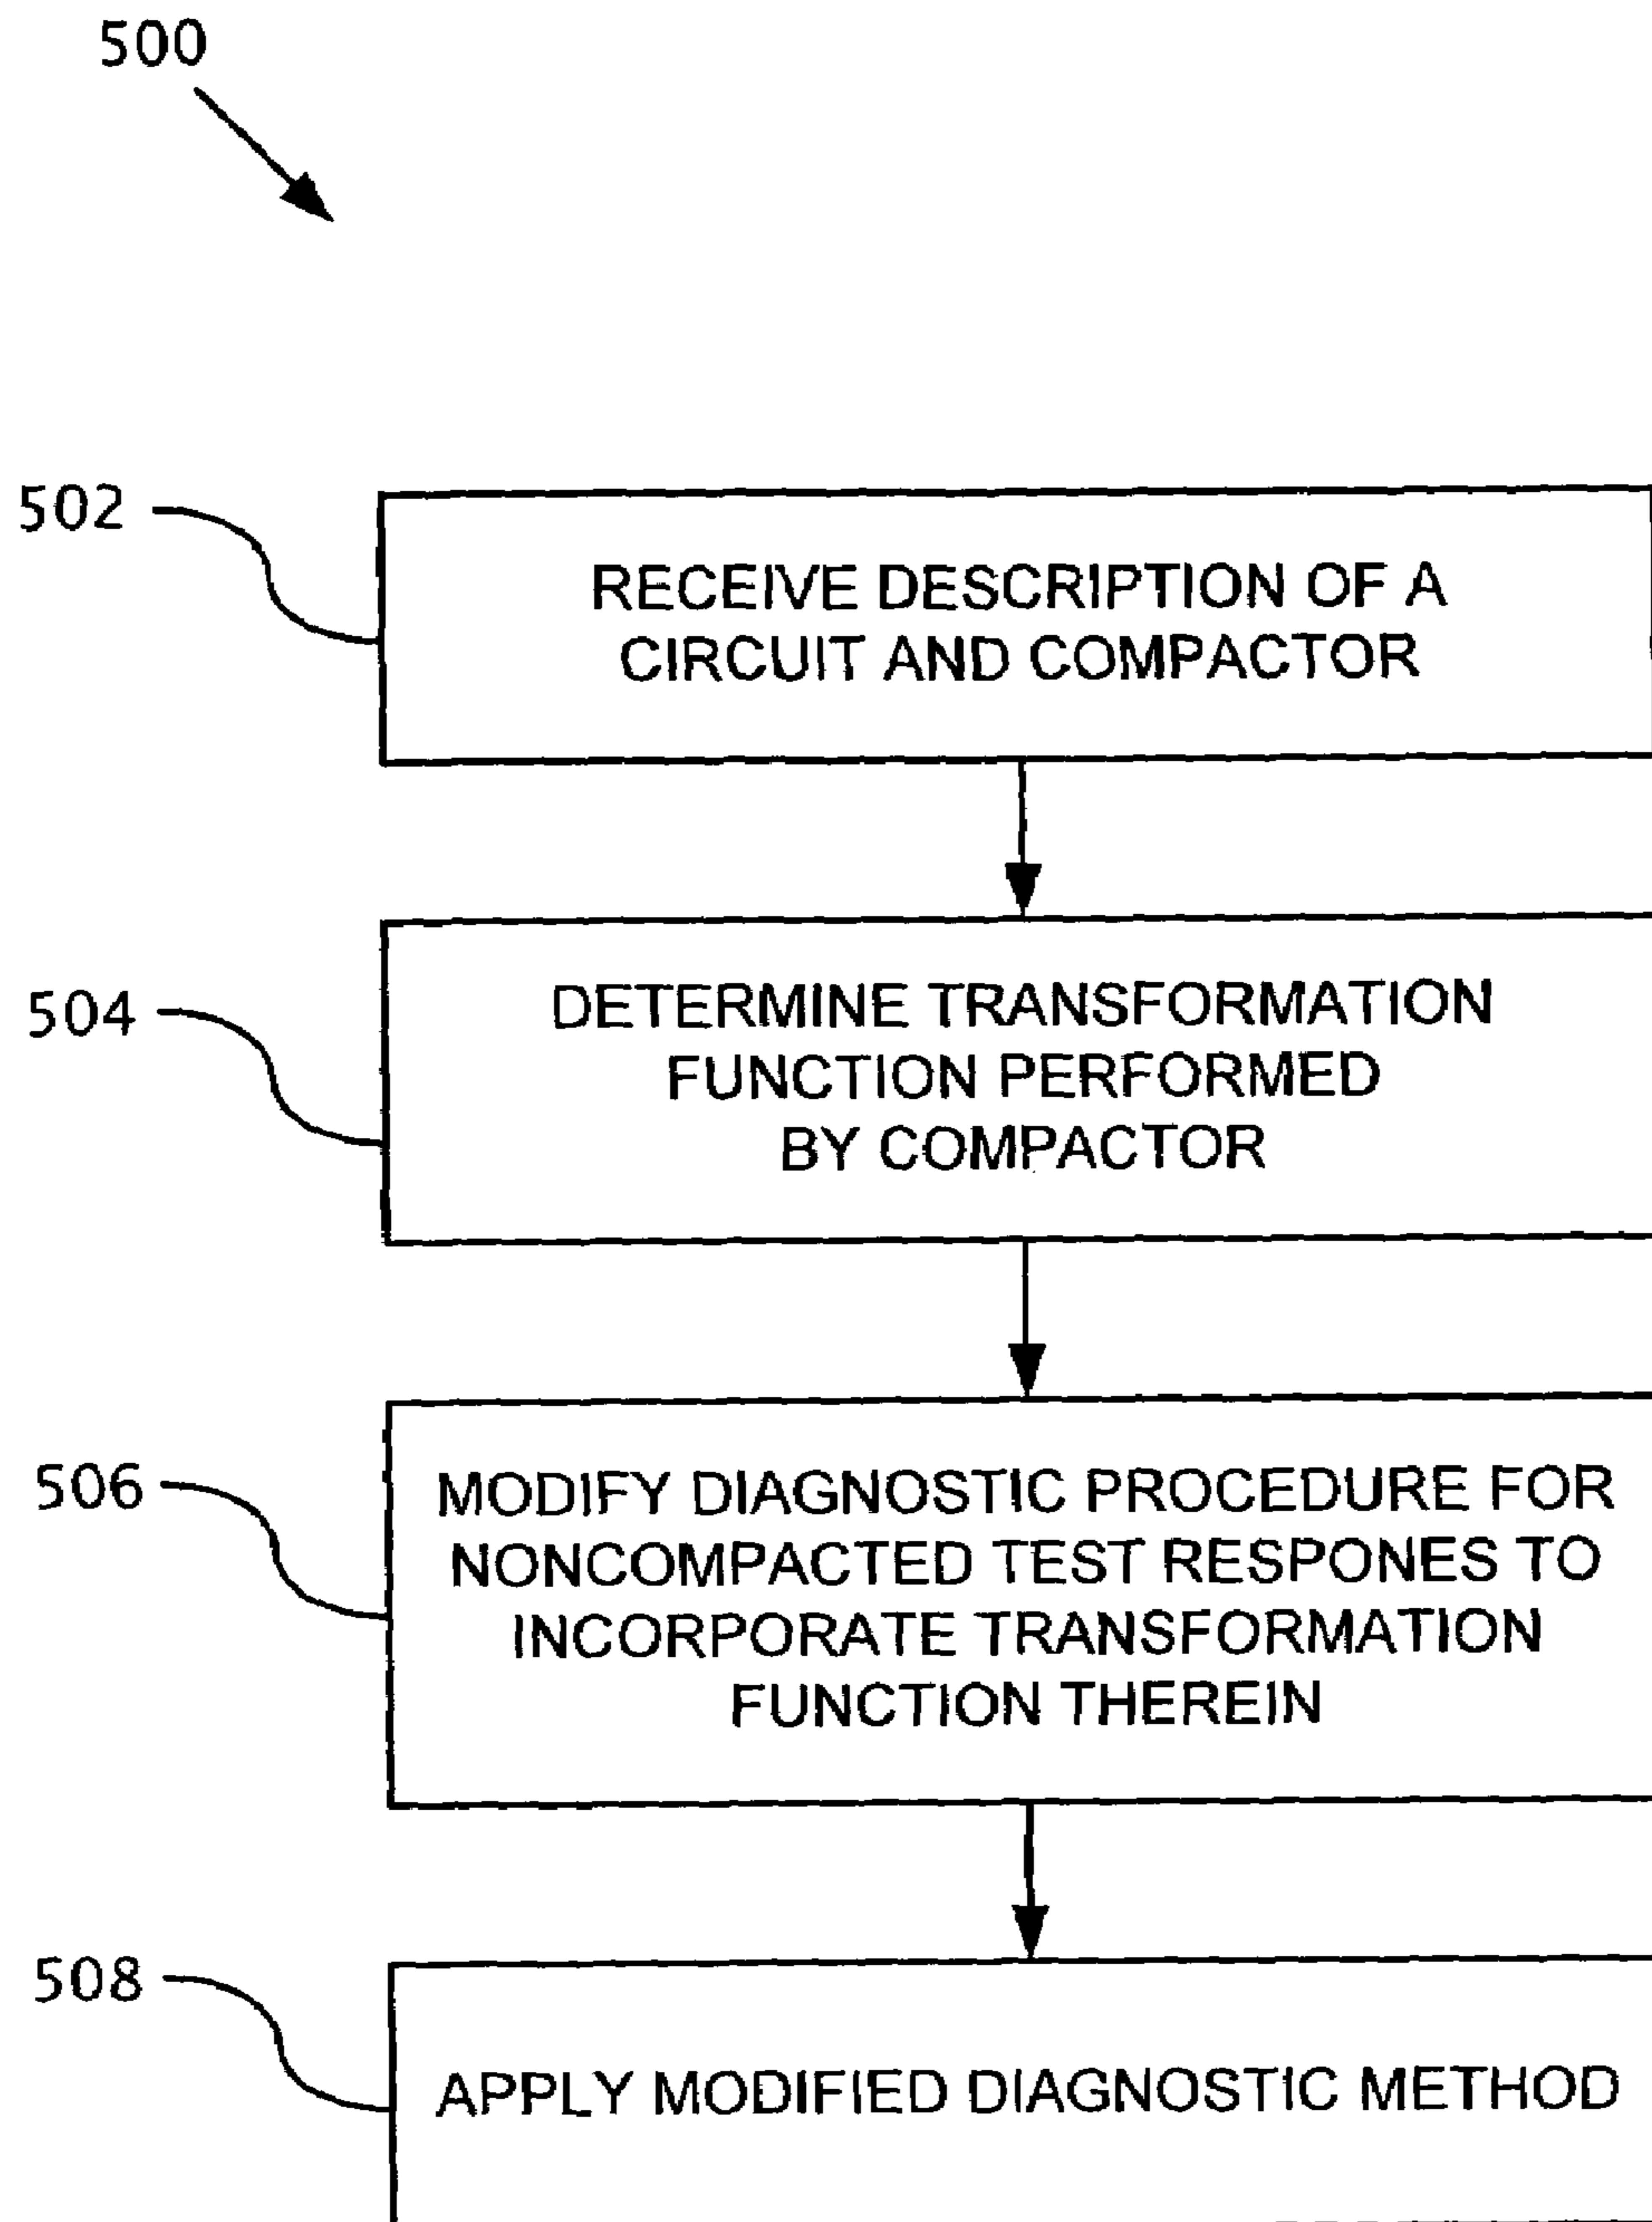 500
502
RECEIVE DESCRIPTION OF A
CIRCUIT AND COMPACTOR
504
DETERMINE TRANSFORMATION
FUNCTION PERFORMED
BY COMPACTOR
506
MODIFY DIAGNOSTIC PROCEDURE FOR
NONCOMPACTED TEST RESPONES TO
INCORPORATE TRANSFORMATION
FUNCTION THEREIN
508
APPLY MODIFIED DIAGNOSTIC METHOD